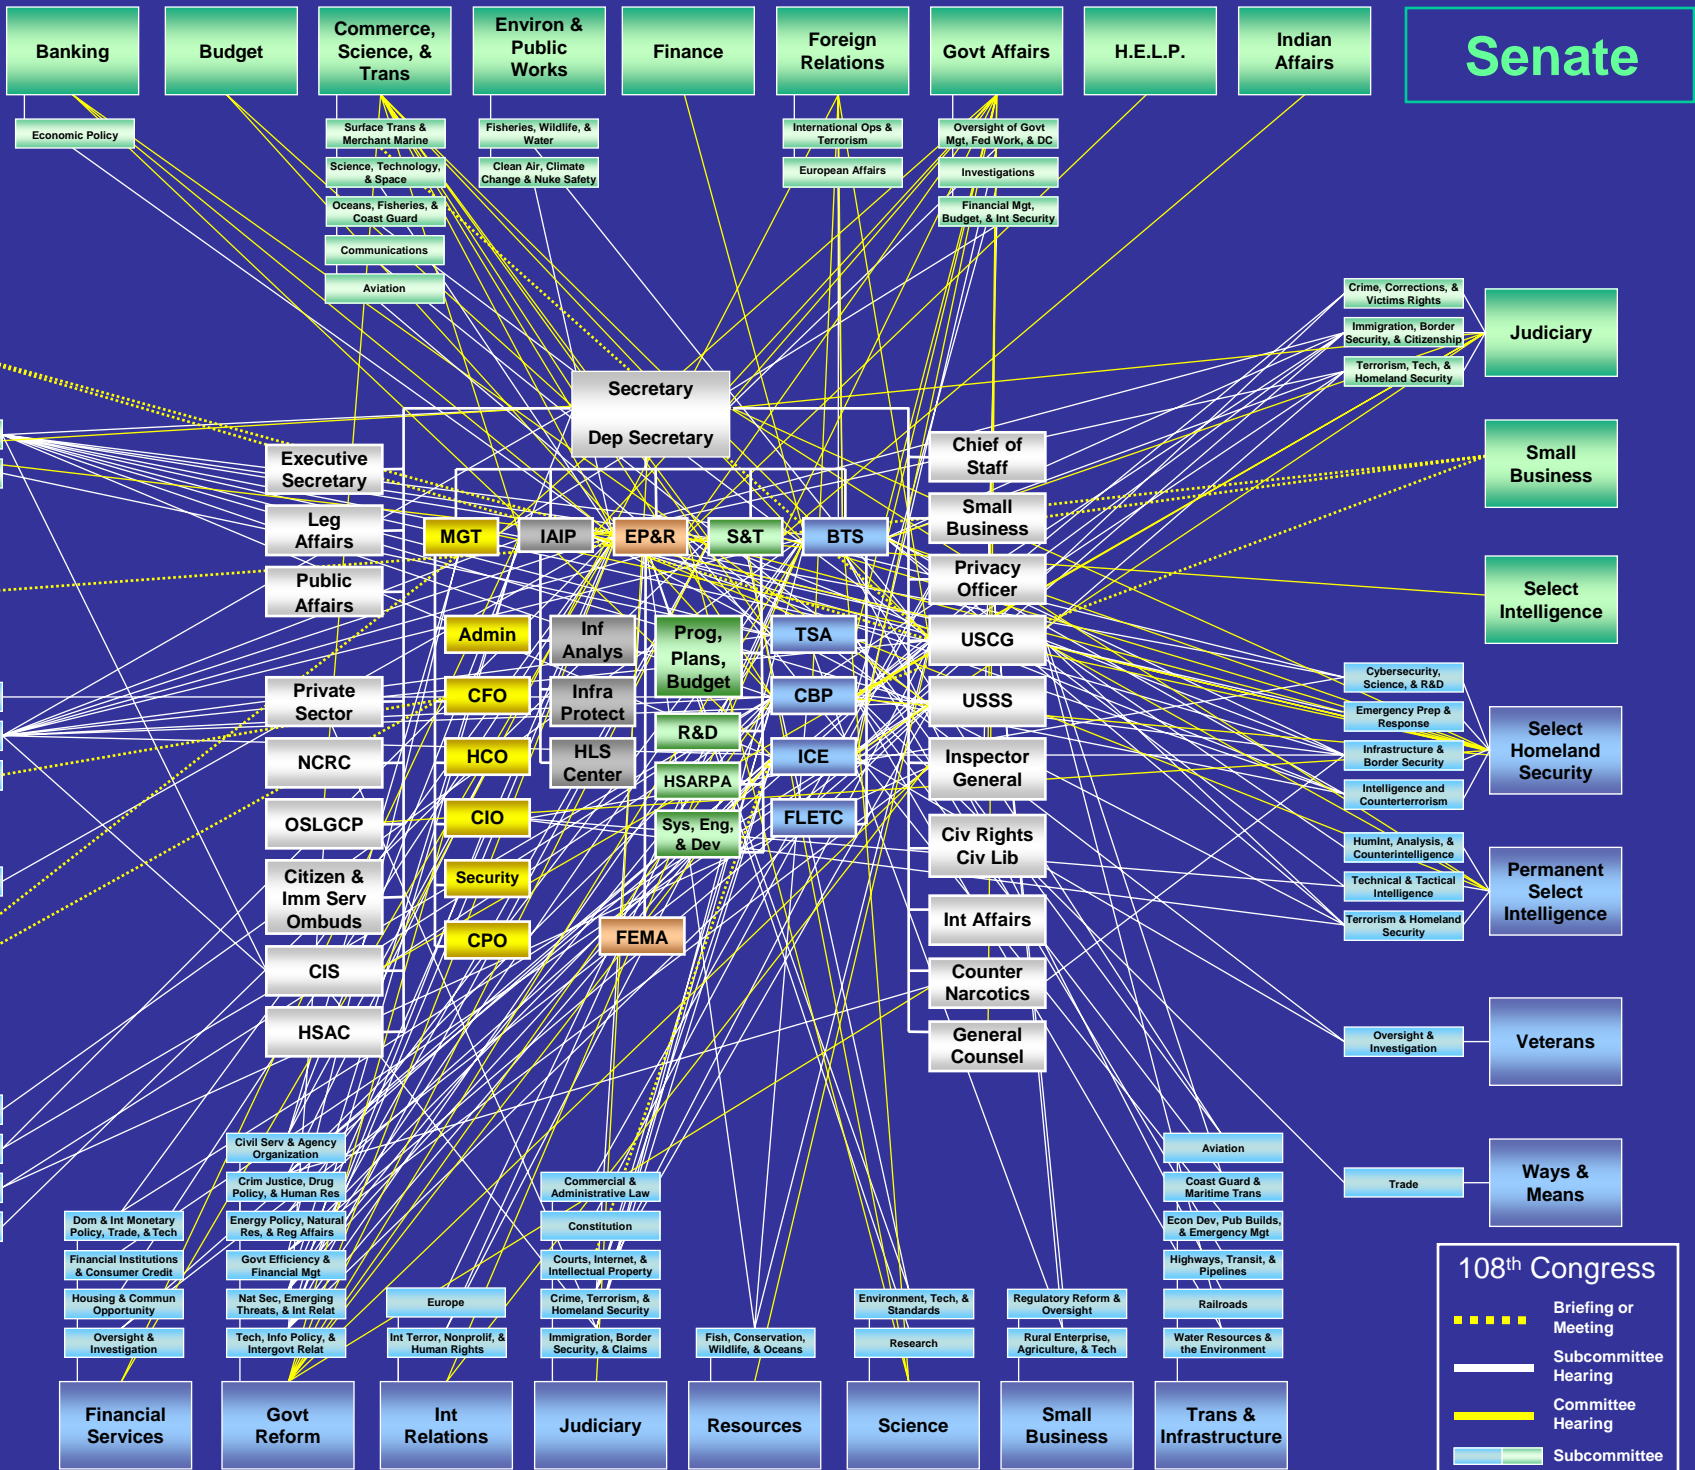 Banking
Budget
Commerce,
Science, &
Trans
Environ &
Public
Works
Finance
Foreign
Relations
Govt Affairs
H.E.L.P.
Indian
Affairs
Senate
Economic Policy
Surface Trans &
Merchant Marine
Science, Technology,
& Space
Oceans, Fisheries, &
Coast Guard
Communications
Aviation
Fisheries, Wildlife, &
Water
Clean Air, Climate
Change & Nuke Safety
International Ops &
Terrorism
European Affairs
Oversight of Govt
Mgt, Fed Work, & DC
Investigations
Financial Mgt,
Budget, & Int Security
Crime, Corrections, &
Victims Rights
Immigration, Border
Security, & Citizenship
Terrorism, Tech, &
Homeland Security
Judiciary
Small
Business
Select
Intelligence
Secretary
Dep Secretary
Executive
Secretary
Leg
Affairs
Public
Affairs
Private
Sector
NCRC
OSLGCP
Citizen &
Imm Serv
Ombuds
CIS
HSAC
MGT
IAIP
EP&R
S&T
BTS
Admin
CFO
HCO
CIO
Security
CPO
Inf
Analys
Infra
Protect
HLS
Center
Prog,
Plans,
Budget
R&D
HSARPA
Sys, Eng,
& Dev
FEMA
TSA
CBP
ICE
FLETC
Chief of
Staff
Small
Business
Privacy
Officer
USCG
USSS
Inspector
General
Civ Rights
Civ Lib
Int Affairs
Counter
Narcotics
General
Counsel
Cybersecurity,
Science, & R&D
Emergency Prep &
Response
Infrastructure &
Border Security
Intelligence and
Counterterrorism
Select
Homeland
Security
HumInt, Analysis, &
Counterintelligence
Technical & Tactical
Intelligence
Terrorism & Homeland
Security
Permanent
Select
Intelligence
Oversight &
Investigation
Veterans
Trade
Ways &
Means
Dom & Int Monetary
Policy, Trade, & Tech
Financial Institutions
& Consumer Credit
Housing & Commun
Opportunity
Oversight &
Investigation
Financial
Services
Civil Serv & Agency
Organization
Crim Justice, Drug
Policy, & Human Res
Energy Policy, Natural
Res, & Reg Affairs
Govt Efficiency &
Financial Mgt
Nat Sec, Emerging
Threats, & Int Relat
Tech, Info Policy, &
Intergovt Relat
Govt
Reform
Europe
Int Terror, Nonprolif, &
Human Rights
Int
Relations
Commercial &
Administrative Law
Constitution
Courts, Internet, &
Intellectual Property
Crime, Terrorism, &
Homeland Security
Immigration, Border
Security, & Claims
Judiciary
Fish, Conservation,
Wildlife, & Oceans
Resources
Environment, Tech, &
Standards
Research
Science
Regulatory Reform &
Oversight
Rural Enterprise,
Agriculture, & Tech
Small
Business
Aviation
Coast Guard &
Maritime Trans
Econ Dev, Pub Builds,
& Emergency Mgt
Highways, Transit, &
Pipelines
Railroads
Water Resources &
the Environment
Trans &
Infrastructure
108th Congress
Briefing or
Meeting
Subcommittee
Hearing
Committee
Hearing
Subcommittee